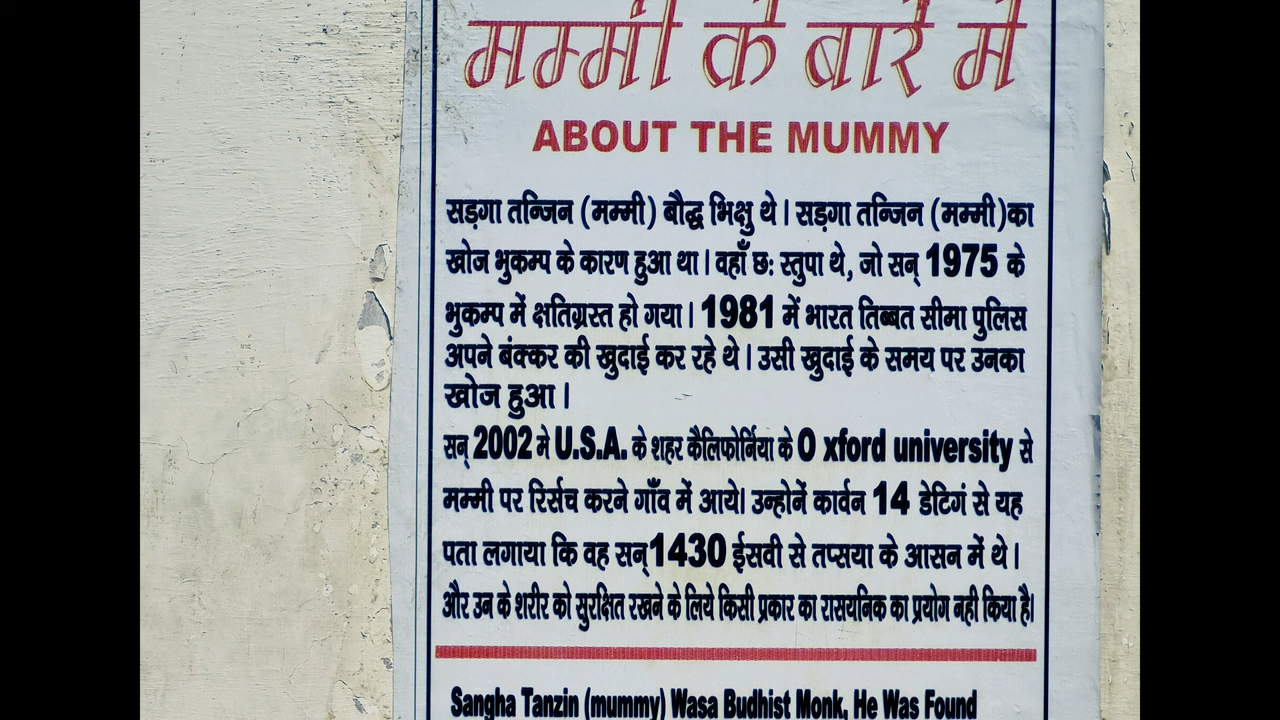 मम्मी के बारे में
ABOUT THE MUMMY
सड़गा तन्जिन (मम्मी) बौद्ध भिक्षु थे। सड़गा तन्जिन (मम्मी)का
खोज भुकम्प के कारण हुआ था। वहाँ छः स्तुपा थे, जो सन् 1975 के
भुकम्प में क्षतिग्रस्त हो गया। 1981 में भारत तिब्बत सीमा पुलिस
अपने बंक्कर की खुदाई कर रहे थे। उसी खुदाई के समय पर उनका
खोज हुआ।
सन् 2002 मे U.S.A. के शहर कैलिफोर्निया के O xford university से
मम्मी पर रिर्सच करने गाँव में आये। उन्होनें कार्वन 14 डेटिगं से यह
पता लगाया कि वह सन्1430 ईसवी से तप्सया के आसन में थे।
और उन के शरीर को सुरक्षित रखने के लिये किसी प्रकार का रासयनिक का प्रयोग नही किया है।
Sangha Tanzin (mummy) Wasa Budhist Monk, He Was Found